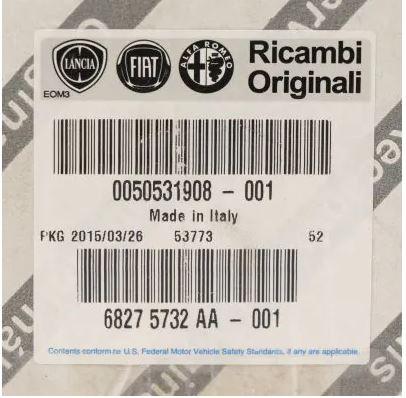 LANCIA FIAT ALFA ROMEO Ricambi
Originali
EOM3
0050531908 - 001
Made in Italy
PKG 2015/03/26 53773 52
6827 5732 AA - 001
Contents conform to U.S. Federal Motor Vehicle Safety Standards, if any are applicable.